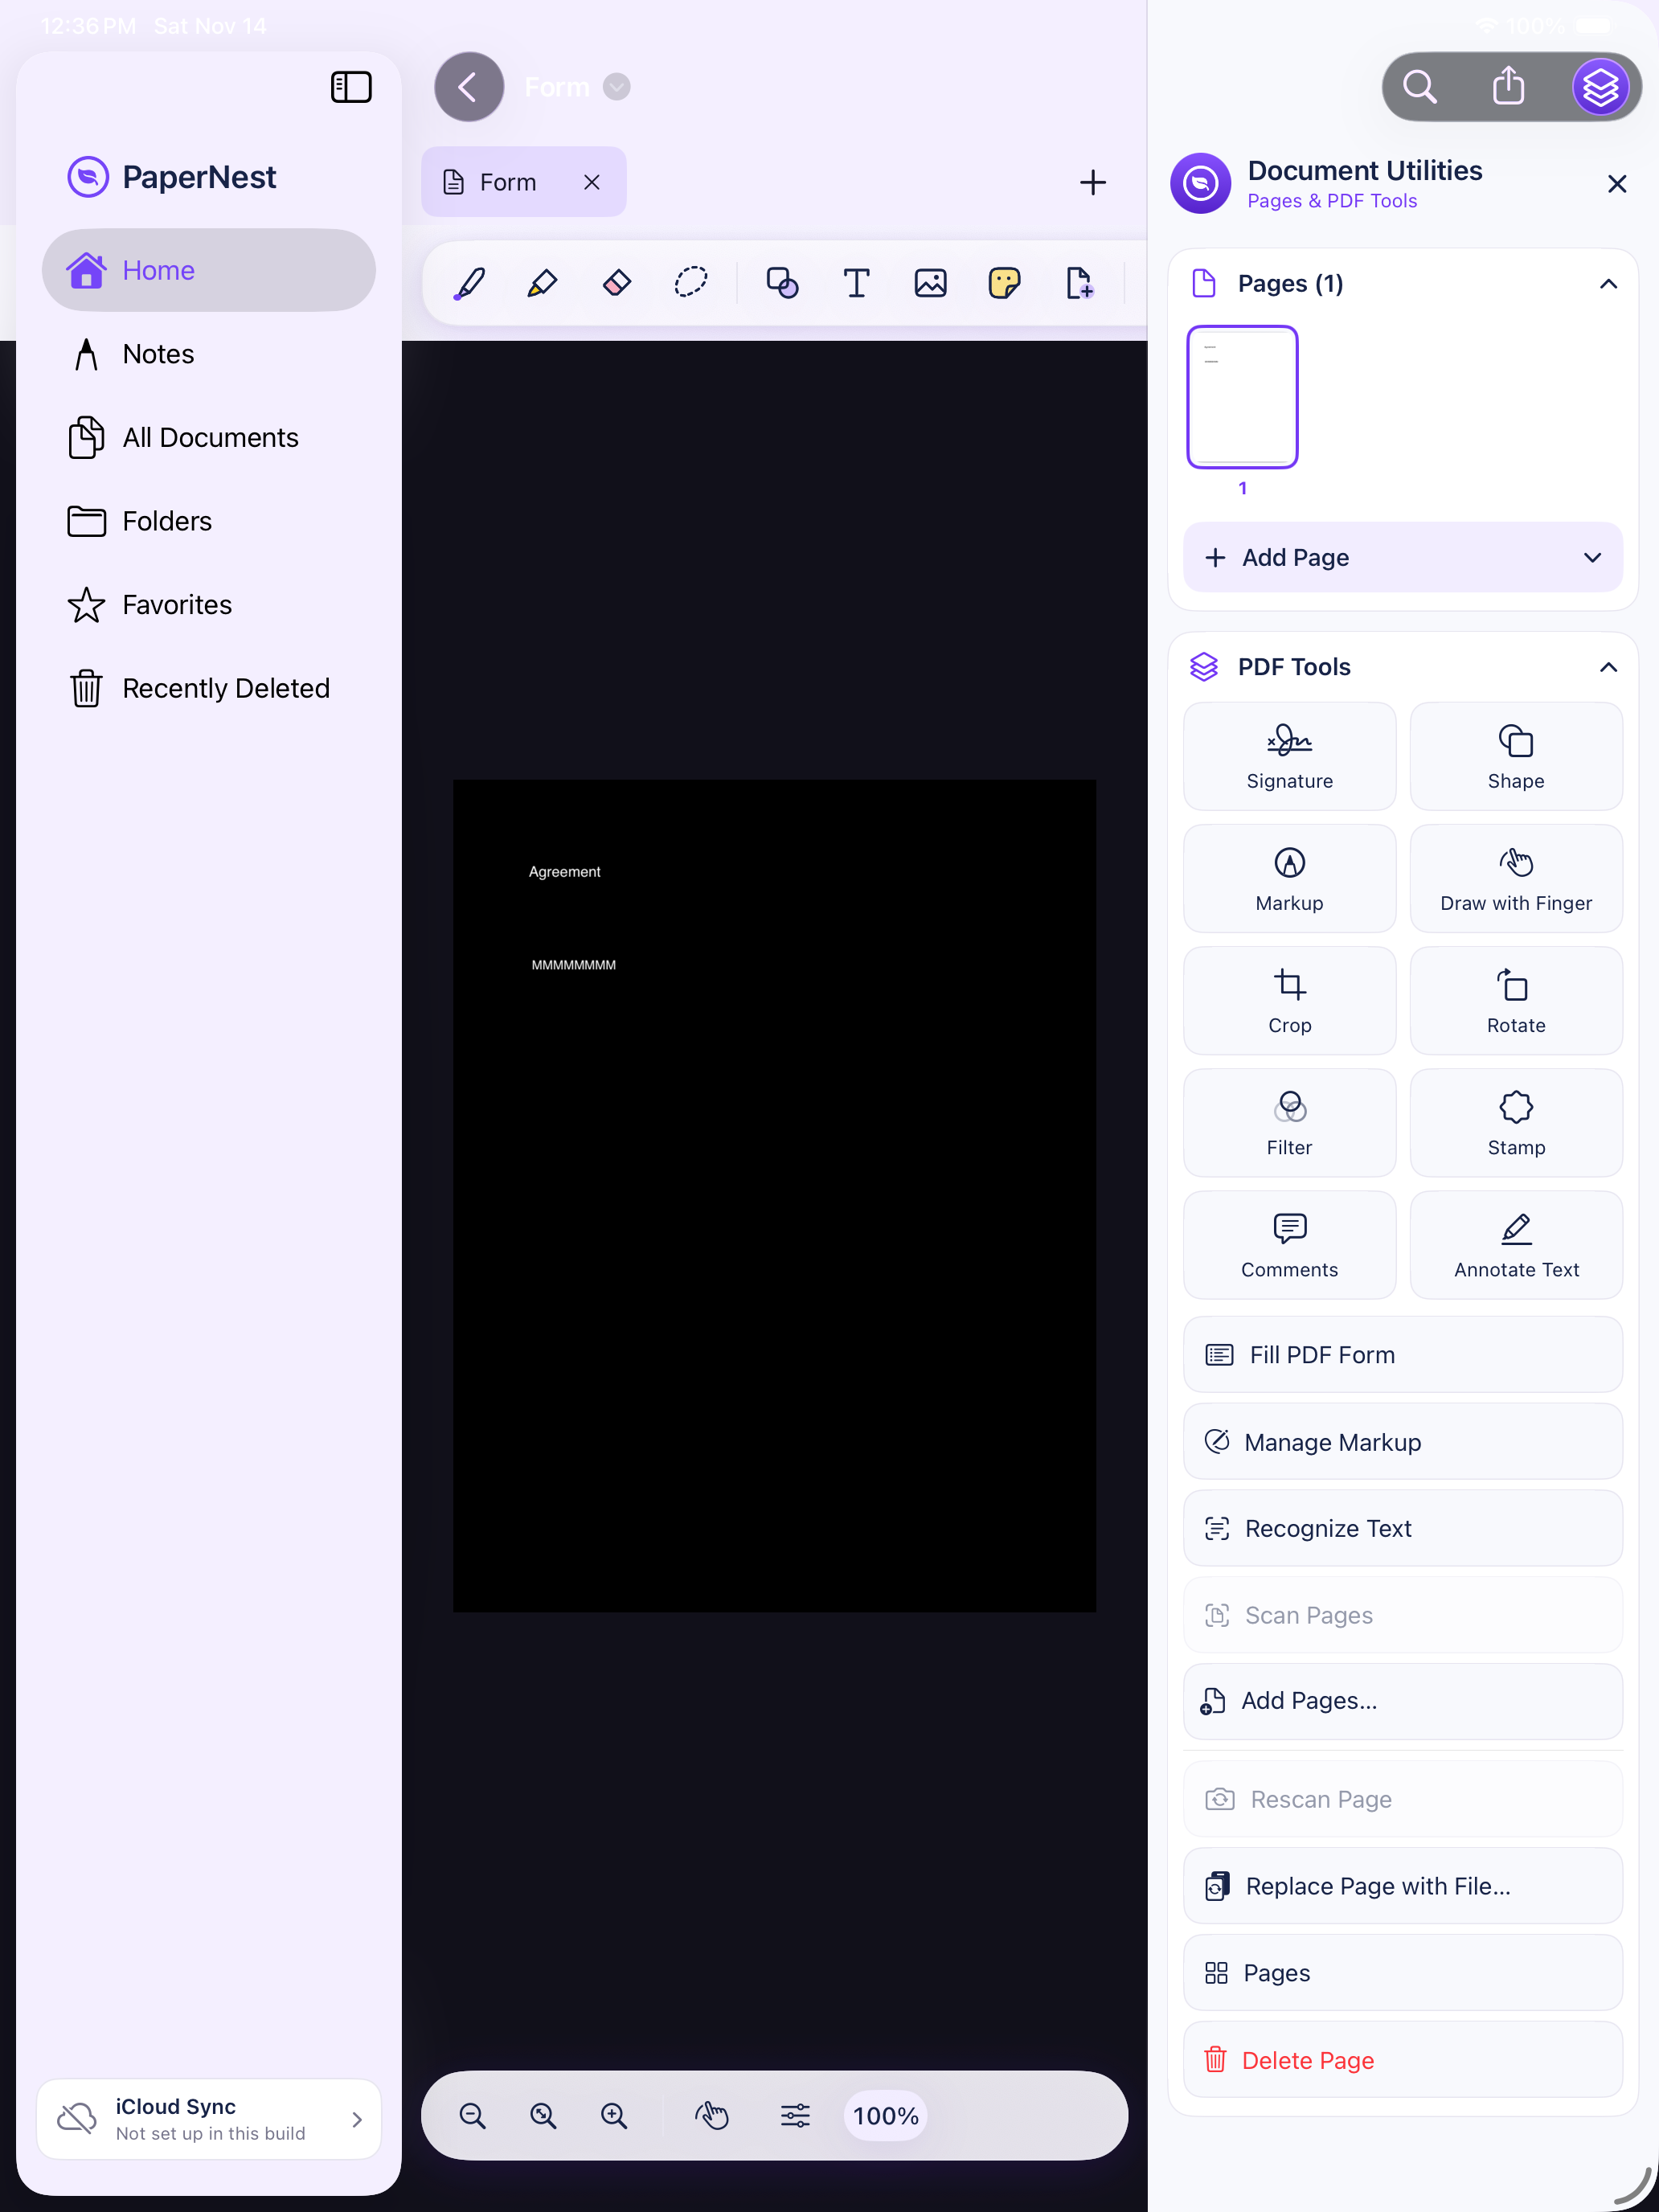 12:36 PM Sat Nov 14
100%
PaperNest
Home
Notes
All Documents
Folders
Favorites
Recently Deleted
iCloud Sync
Not set up in this build
Form
Form
Agreement
MMMMMMMM
100%
Document Utilities
Pages & PDF Tools
Pages (1)
1
Add Page
PDF Tools
Signature
Shape
Markup
Draw with Finger
Crop
Rotate
Filter
Stamp
Comments
Annotate Text
Fill PDF Form
Manage Markup
Recognize Text
Scan Pages
Add Pages...
Rescan Page
Replace Page with File...
Pages
Delete Page